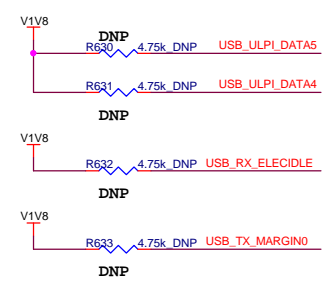 V1V8
DNP
R630 4.75k_DNP USB_ULPI_DATA5
R631 4.75k_DNP USB_ULPI_DATA4
DNP
V1V8
R632 4.75k_DNP USB_RX_ELECIDLE
DNP
V1V8
R633 4.75k_DNP USB_TX_MARGIN0
DNP